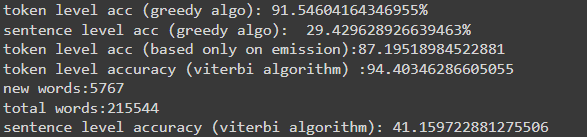 token level acc (greedy algo): 91.54604164346955%
sentence level acc (greedy algo):  29.429628926639463%
token level acc (based only on emission):87.19518984522881
token level accuracy (viterbi algorithm) :94.40346286605055
new words:5767
total words:215544
sentence level accuracy (viterbi algorithm): 41.159722881275506